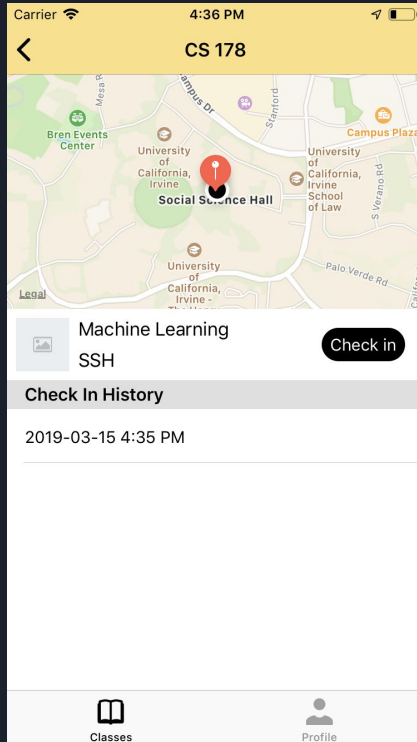 Carrier 4:36 PM
CS 178
Mesa R
ampus Dr
Stanford
Bren Events
Center
Campus Plaza
University
of
California,
Irvine
University
of
California,
Irvine
School
of Law
Social Science Hall
S Verano Rd
University
of
California,
Irvine -
Palo Verde Rd
Legal
Machine Learning
SSH
Check in
Check In History
2019-03-15 4:35 PM
Classes
Profile